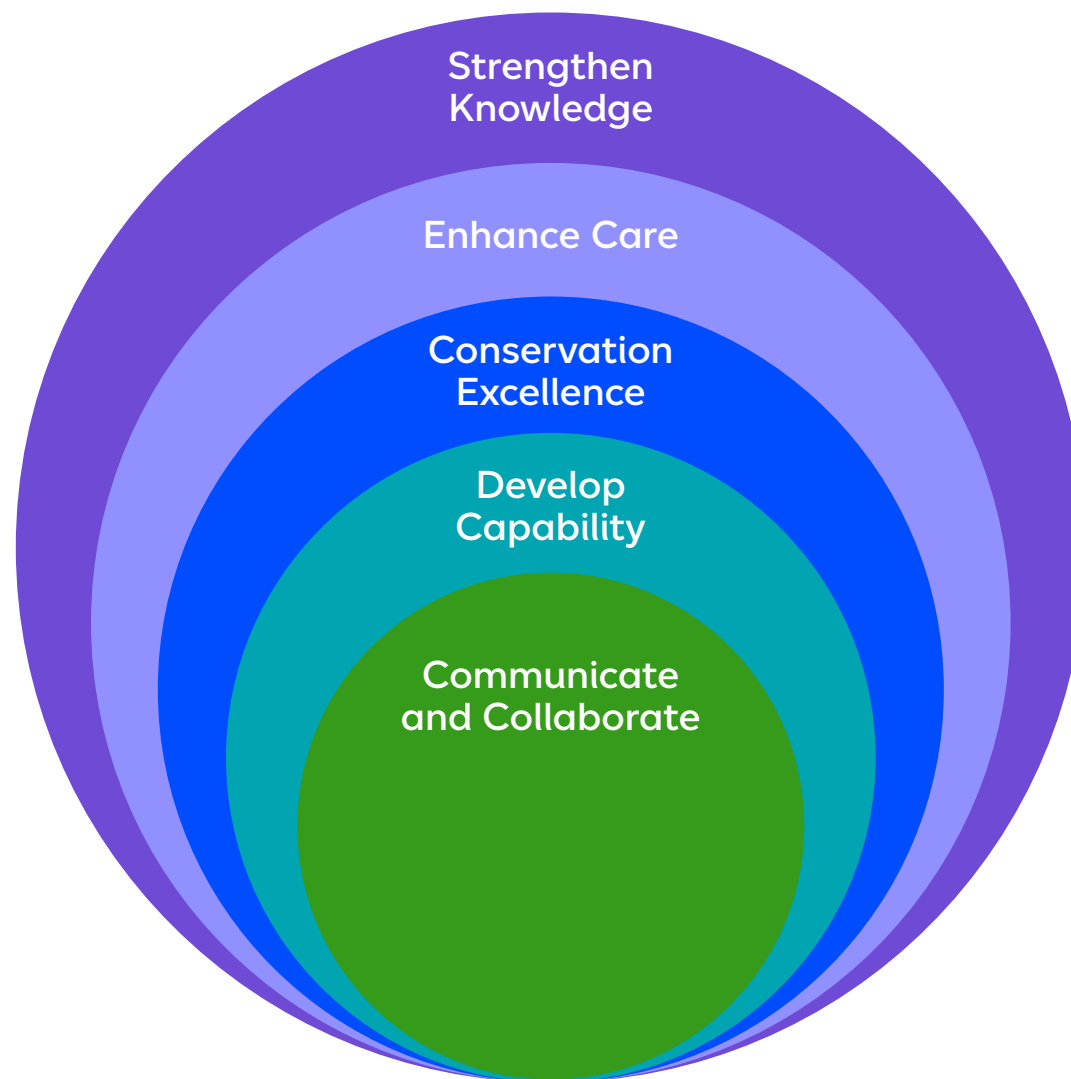 Strengthen
Knowledge
Enhance Care
Conservation
Excellence
Develop
Capability
Communicate
and Collaborate